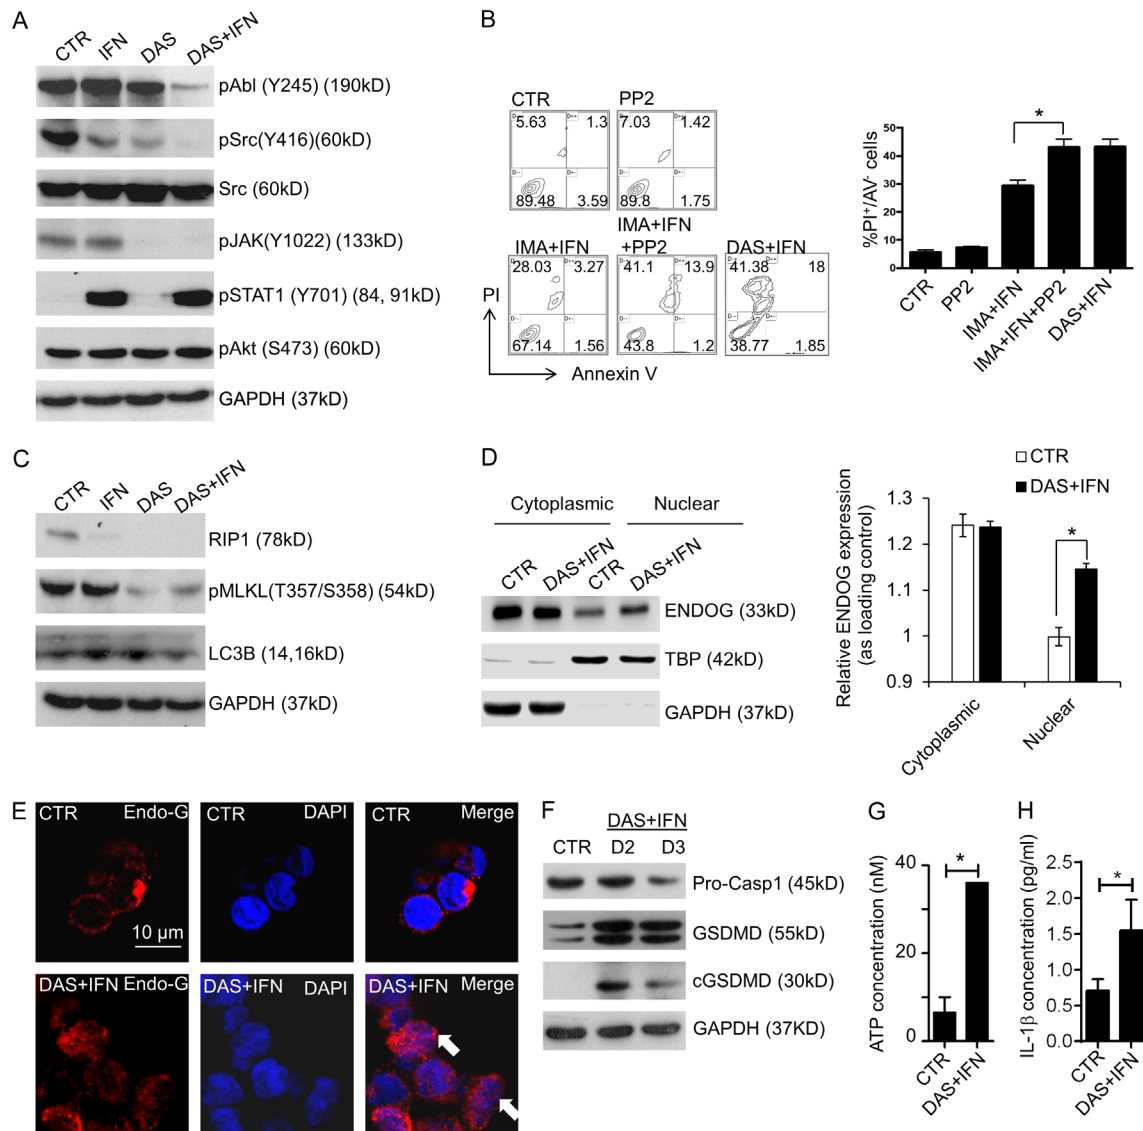 A
CTR IFN DAS DAS+IFN
pAbl (Y245) (190kD)
pSrc(Y416)(60kD)
Src (60kD)
pJAK(Y1022) (133kD)
pSTAT1 (Y701) (84, 91kD)
pAkt (S473) (60kD)
GAPDH (37kD)
B
CTR PP2
5.63 1.3 7.03 1.42
89.48 3.59 89.8 1.75
IMA+IFN IMA+IFN +PP2 DAS+IFN
28.03 3.27 41.1 13.9 41.38 18
67.14 1.56 43.8 1.2 38.77 1.85
PI
Annexin V
%PI+/AV- cells
50
40
30
20
10
0
*
CTR PP2 IMA+IFN IMA+IFN+PP2 DAS+IFN
C
CTR IFN DAS DAS+IFN
RIP1 (78kD)
pMLKL(T357/S358) (54kD)
LC3B (14,16kD)
GAPDH (37kD)
D
Cytoplasmic Nuclear
CTR DAS+IFN CTR DAS+IFN
ENDOG (33kD)
TBP (42kD)
GAPDH (37kD)
CTR
DAS+IFN
Relative ENDOG expression
(as loading control)
1.3
1.2
1.1
1
0.9
*
Cytoplasmic Nuclear
E
CTR Endo-G CTR DAPI CTR Merge
10 µm
DAS+IFN Endo-G DAS+IFN DAPI DAS+IFN Merge
F
DAS+IFN
CTR D2 D3
Pro-Casp1 (45kD)
GSDMD (55kD)
cGSDMD (30kD)
GAPDH (37KD)
G
ATP concentration (nM)
40
20
0
*
CTR DAS+IFN
H
IL-1β concentration (pg/ml)
2.5
2.0
1.5
1.0
0.5
0.0
*
CTR DAS+IFN